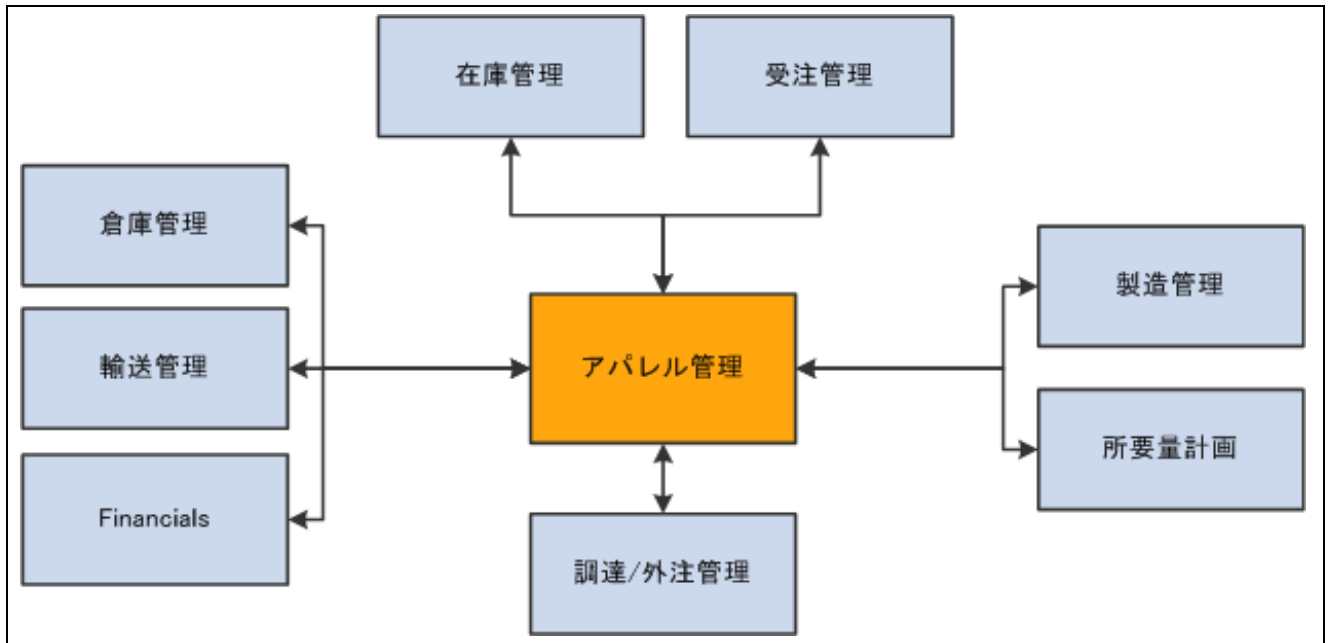 在庫管理
受注管理
倉庫管理
製造管理
輸送管理
アパレル管理
所要量計画
Financials
調達/外注管理